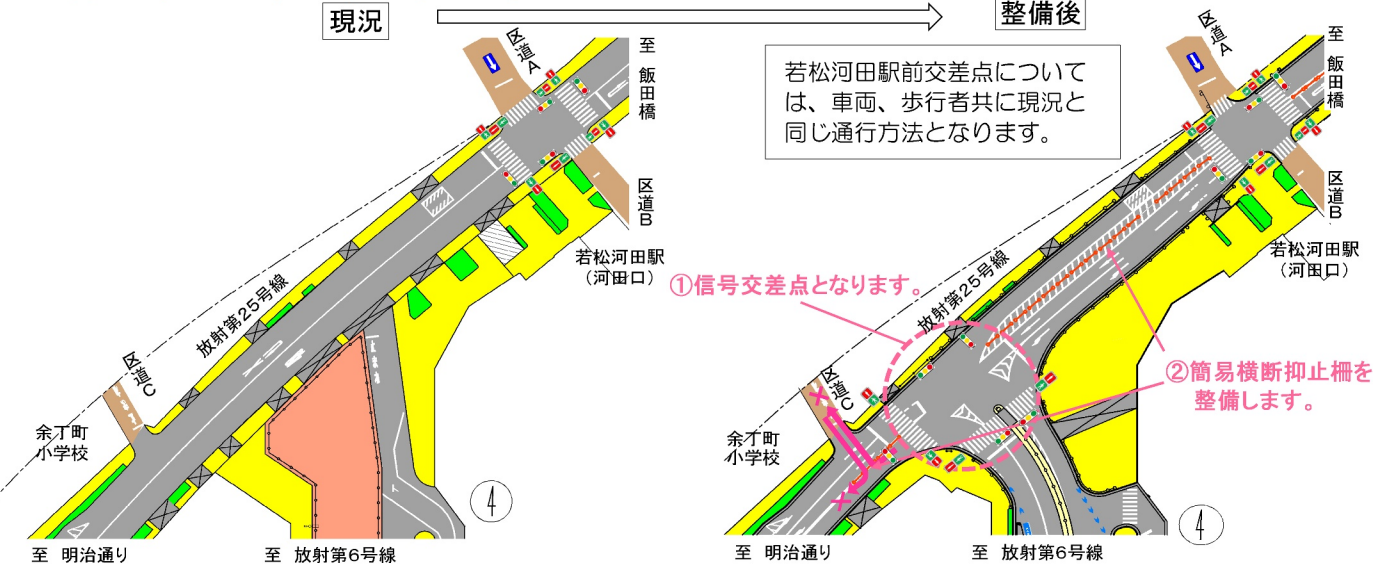 現況
整備後
若松河田駅前交差点について
は、車両、歩行者共に現況と
同じ通行方法となります。
区道A
至 飯田橋
区道B
若松河田駅
（河田口）
放射第25号線
区道C
余丁町
小学校
4
至 明治通り
至 放射第6号線
区道A
至 飯田橋
区道B
若松河田駅
（河田口）
①信号交差点となります。
放射第25号線
②簡易横断抑止柵を
整備します。
区道C
余丁町
小学校
4
至 明治通り
至 放射第6号線